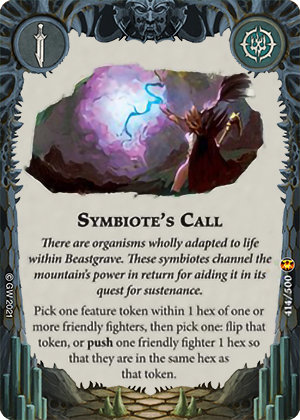 SYMBIOTE'S CALL
There are organisms wholly adapted to life
within Beastgrave. These symbiotes channel the
mountain's power in return for aiding it in its
quest for sustenance.
Pick one feature token within 1 hex of one or
more friendly fighters, then pick one: flip that
token, or push one friendly fighter 1 hex so
that they are in the same hex as
that token.
© GW 2021
414/500